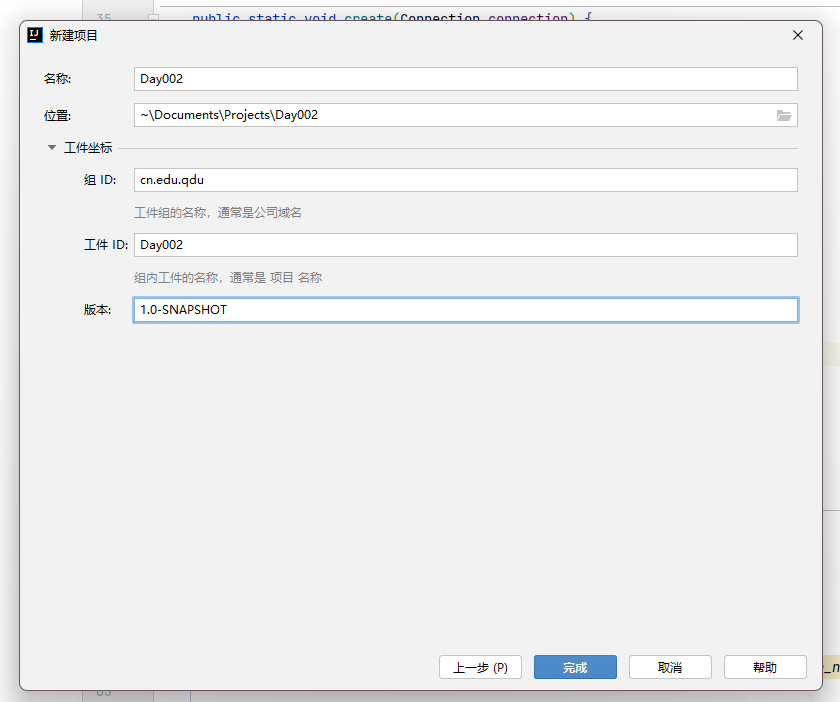 35 public static void create(Connection connection) {
新建项目
名称: Day002
位置: ~\Documents\Projects\Day002
工件坐标
组 ID: cn.edu.qdu
工件组的名称，通常是公司域名
工件 ID: Day002
组内工件的名称，通常是 项目 名称
版本: 1.0-SNAPSHOT
上一步 (P) 完成 取消 帮助